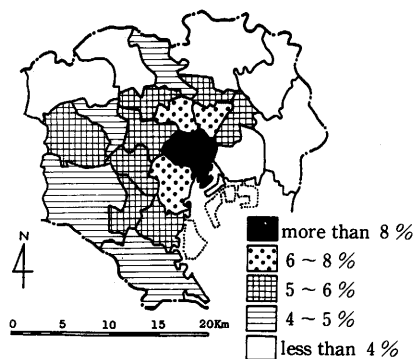 N
more than 8%
6 ~ 8%
5 ~ 6%
4 ~ 5%
less than 4%
0 5 10 15 20Km